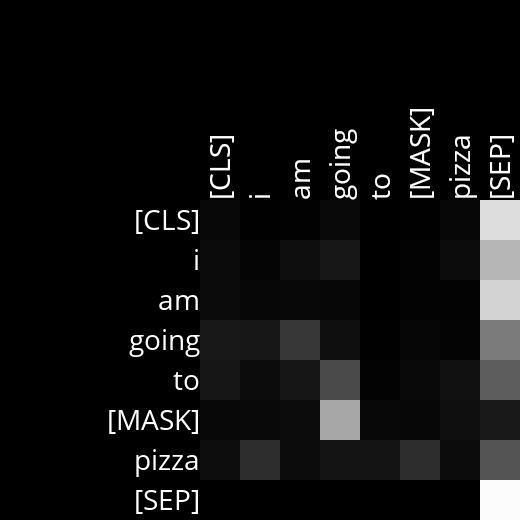 [CLS] i am going to [MASK] pizza [SEP]
[CLS]
i
am
going
to
[MASK]
pizza
[SEP]